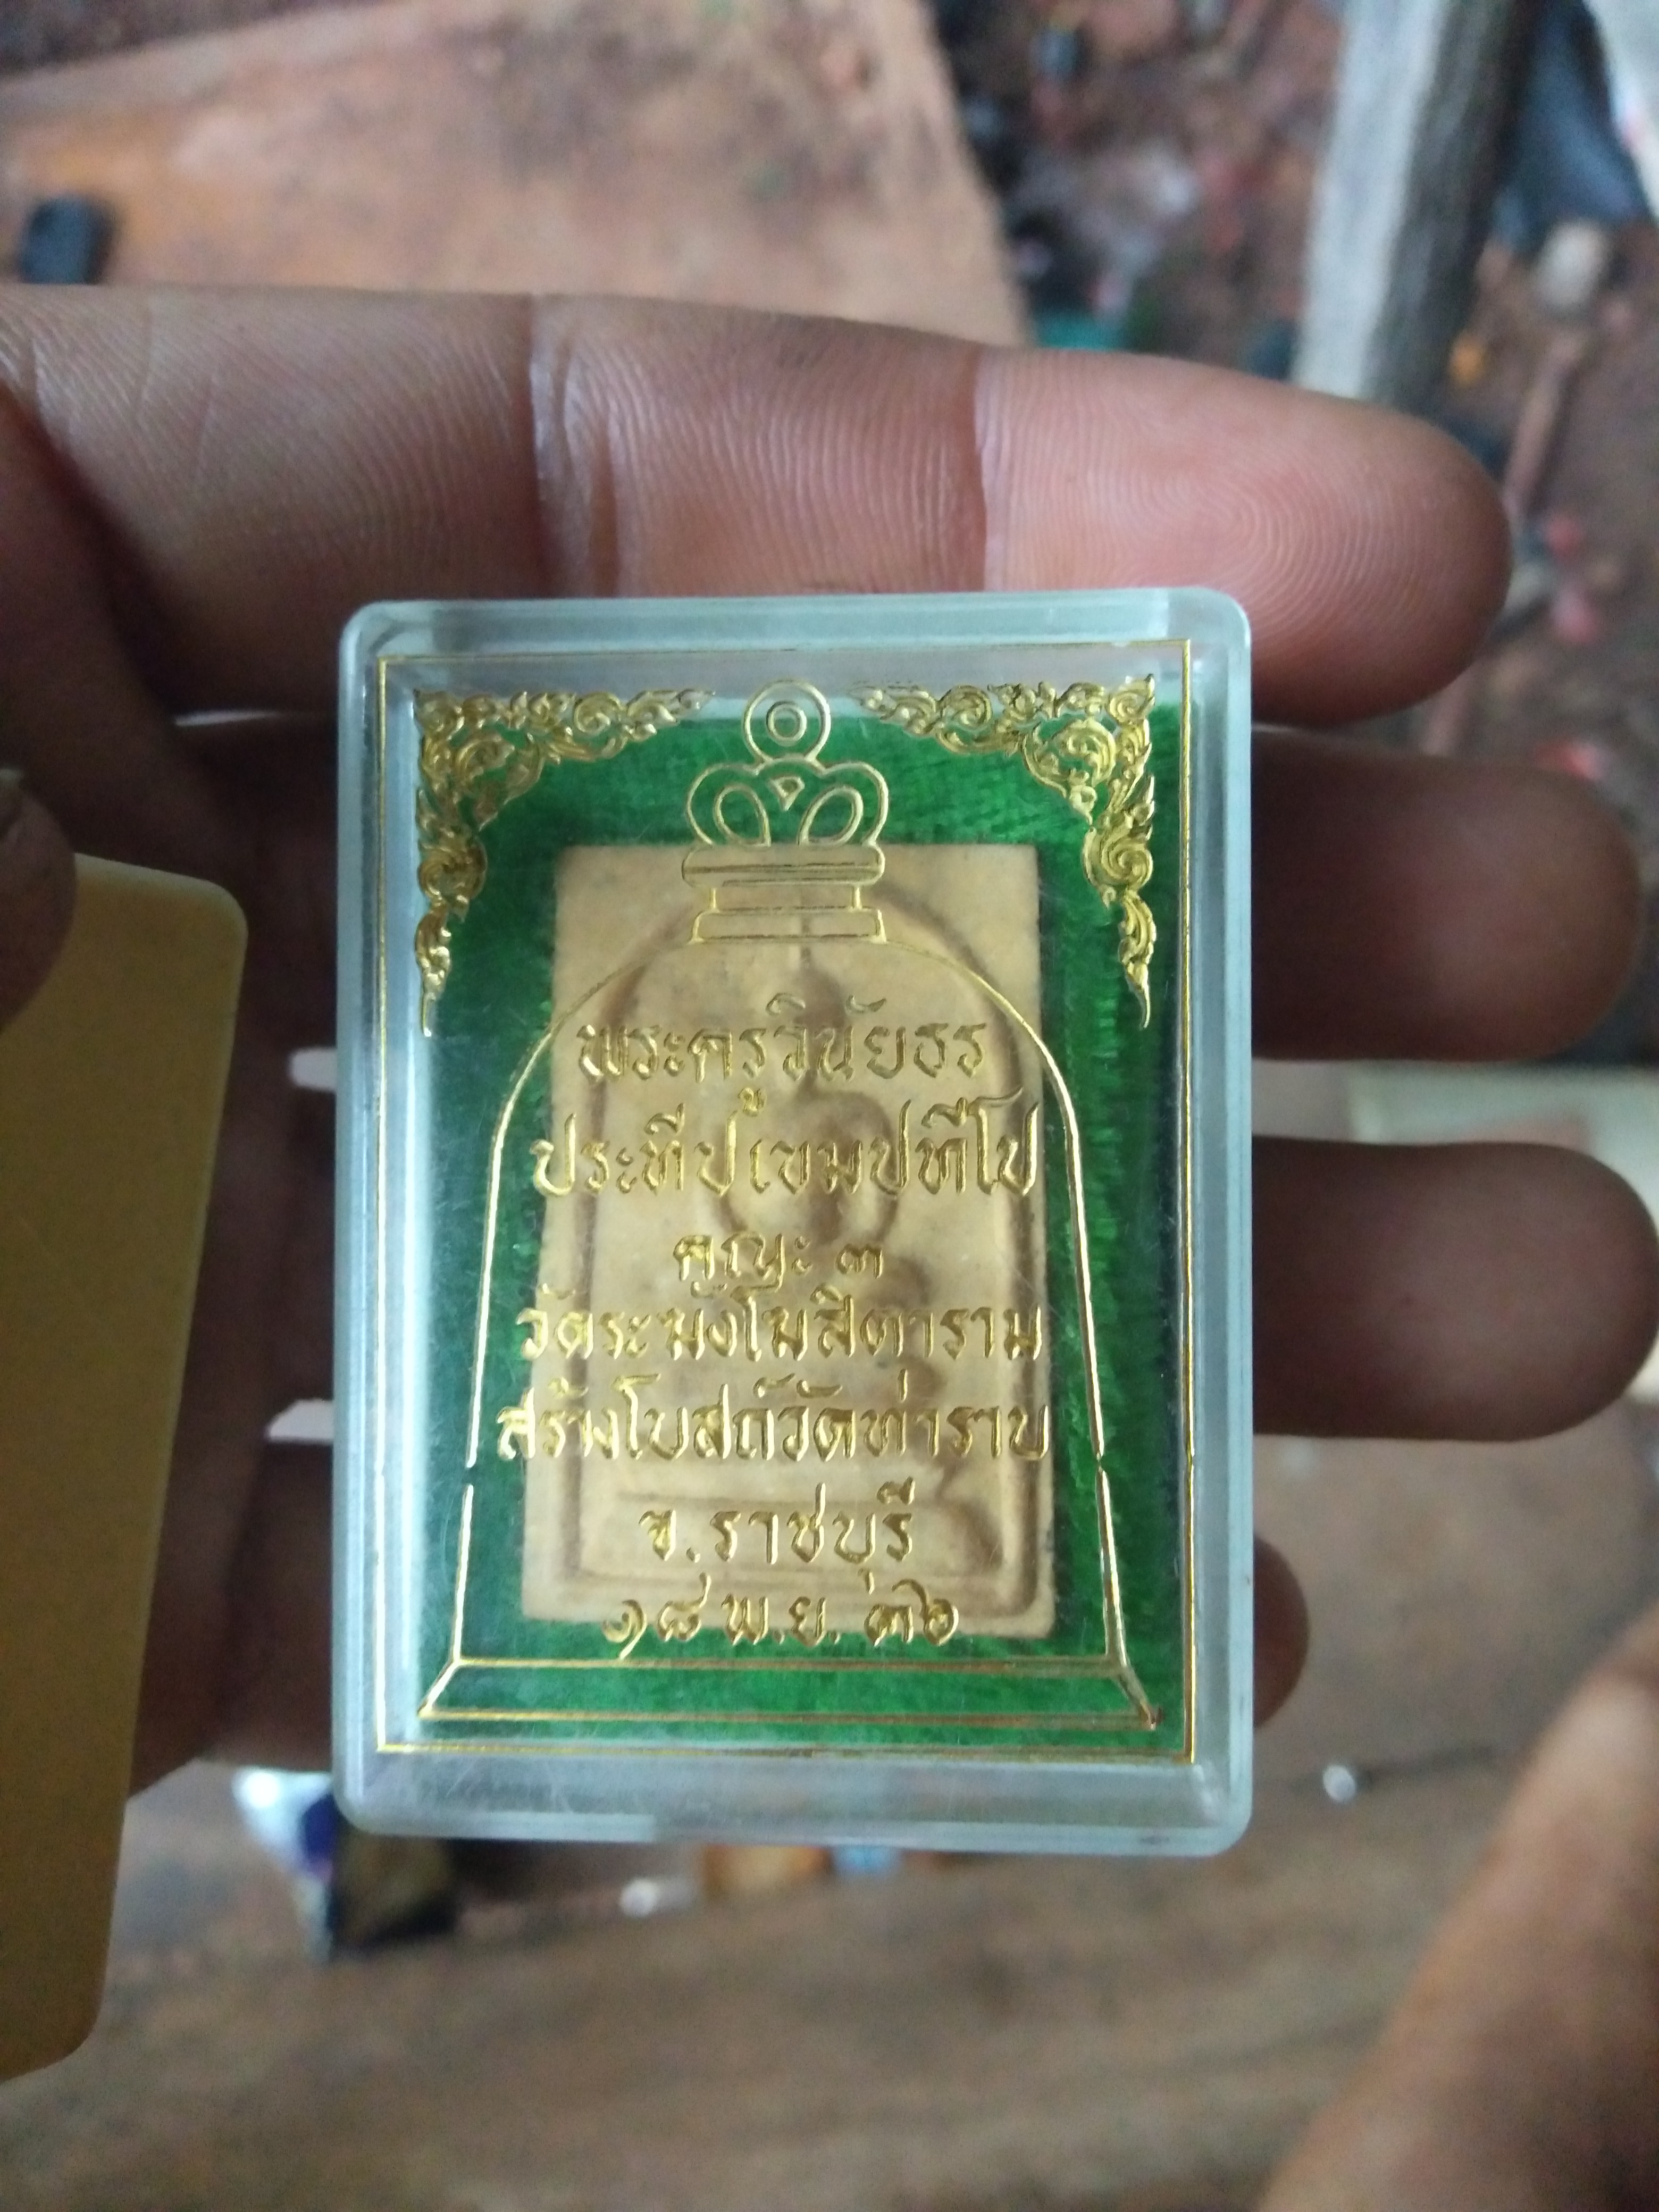 พระครูวินัยธร
ประทีป เขมปทีโป
คณะ ๓
วัดระฆังโฆสิตาราม
สร้างโบสถ์วัดท่าราบ
จ.ราชบุรี
๑๘ พ.ย. ๓๖